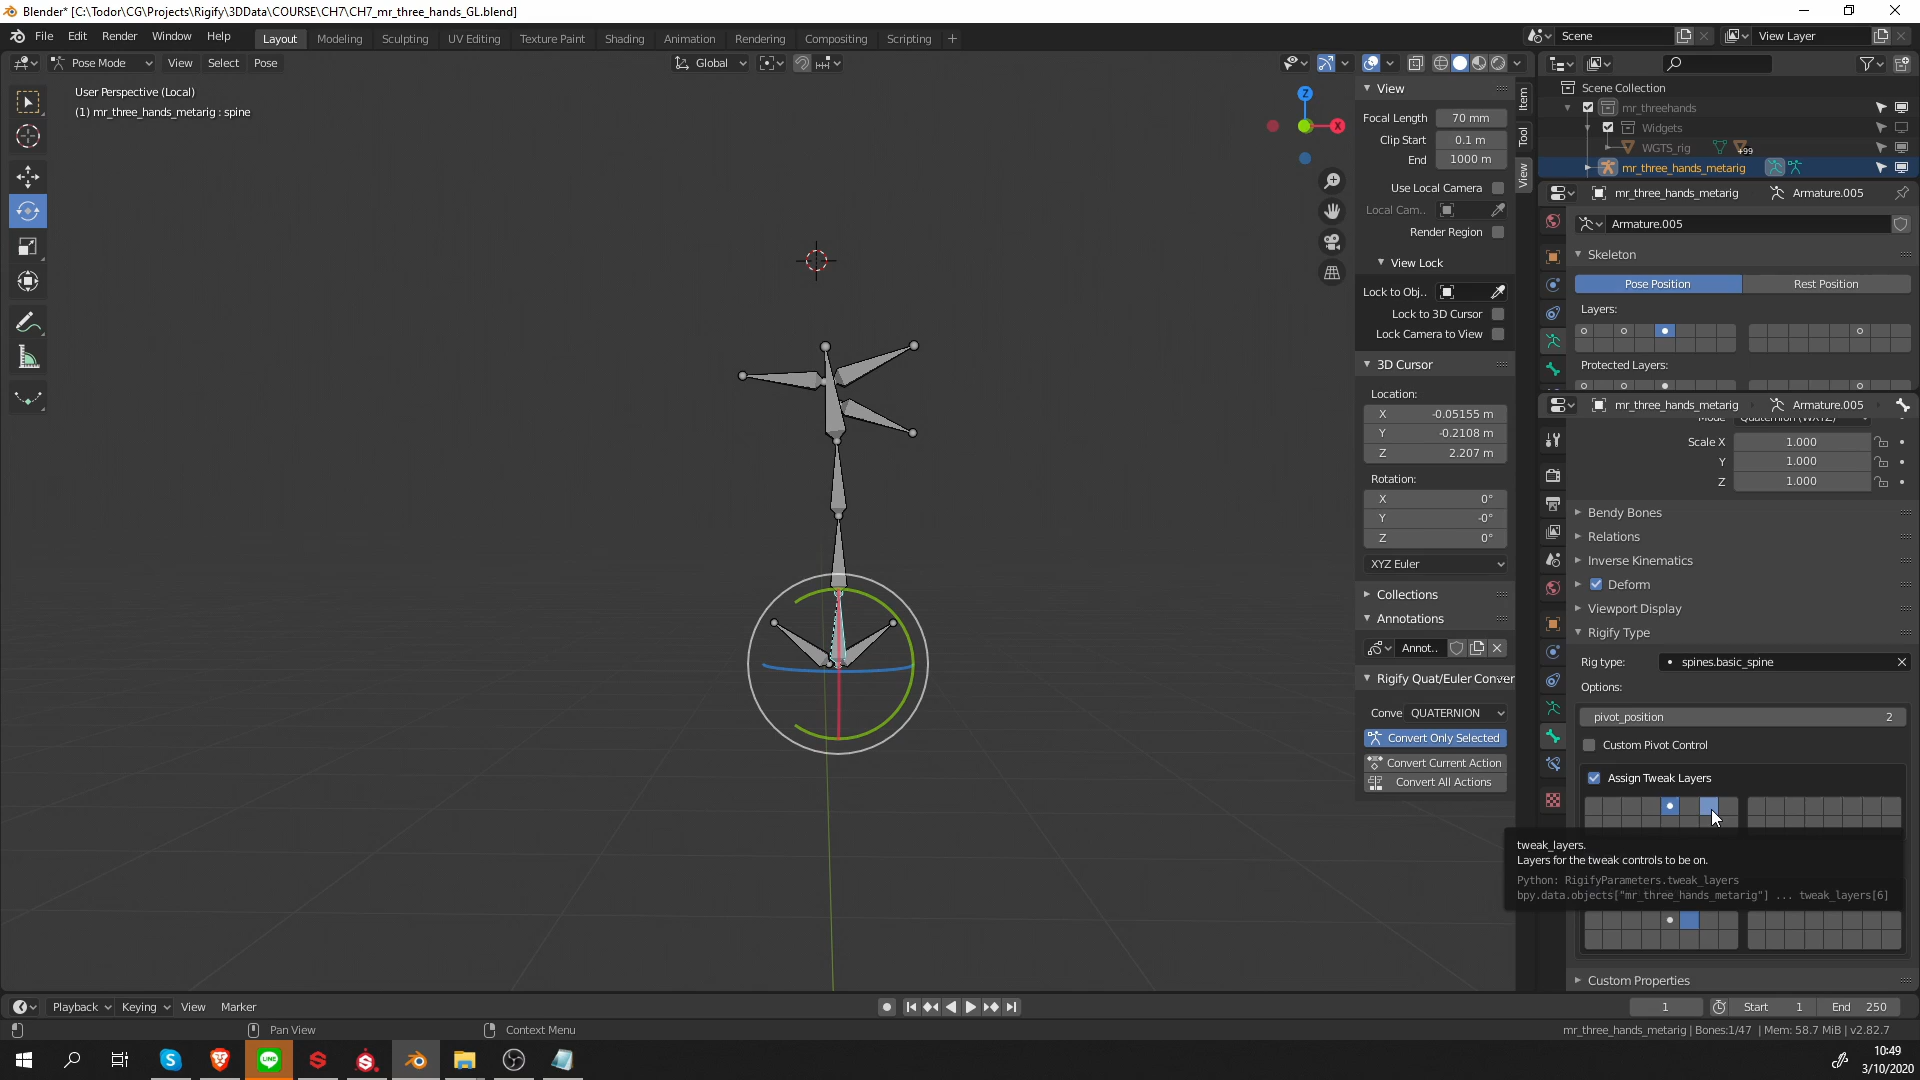 Blender* [C:\Todor\CG\Projects\Rigify\3DData\COURSE\CH7\CH7_mr_three_hands_GL.blend]
File Edit Render Window Help
Layout Modeling Sculpting UV Editing Texture Paint Shading Animation Rendering Compositing Scripting +
Scene
View Layer
Pose Mode View Select Pose
Global
User Perspective (Local)
(1) mr_three_hands_metarig : spine
Z
X
View
Focal Length 70 mm
Clip Start 0.1 m
End 1000 m
Use Local Camera
Local Cam..
Render Region
View Lock
Lock to Obj..
Lock to 3D Cursor
Lock Camera to View
3D Cursor
Location:
X -0.05155 m
Y -0.2108 m
Z 2.207 m
Rotation:
X 0°
Y -0°
Z 0°
XYZ Euler
Collections
Annotations
Annot..
Rigify Quat/Euler Conver
Conve QUATERNION
Convert Only Selected
Convert Current Action
Convert All Actions
Item
Tool
View
Scene Collection
mr_threehands
Widgets
WGTS_rig +99
mr_three_hands_metarig
mr_three_hands_metarig Armature.005
Armature.005
Skeleton
Pose Position Rest Position
Layers:
Protected Layers:
mr_three_hands_metarig Armature.005
Scale X 1.000
Y 1.000
Z 1.000
Bendy Bones
Relations
Inverse Kinematics
Deform
Viewport Display
Rigify Type
Rig type: • spines.basic_spine
Options:
pivot_position 2
Custom Pivot Control
Assign Tweak Layers
tweak_layers.
Layers for the tweak controls to be on.
Python: RigifyParameters.tweak_layers
bpy.data.objects["mr_three_hands_metarig"] ... tweak_layers[6]
Custom Properties
Playback Keying View Marker
1 Start 1 End 250
Pan View
Context Menu
mr_three_hands_metarig | Bones:1/47 | Mem: 58.7 MiB | v2.82.7
LINE
10:49
3/10/2020